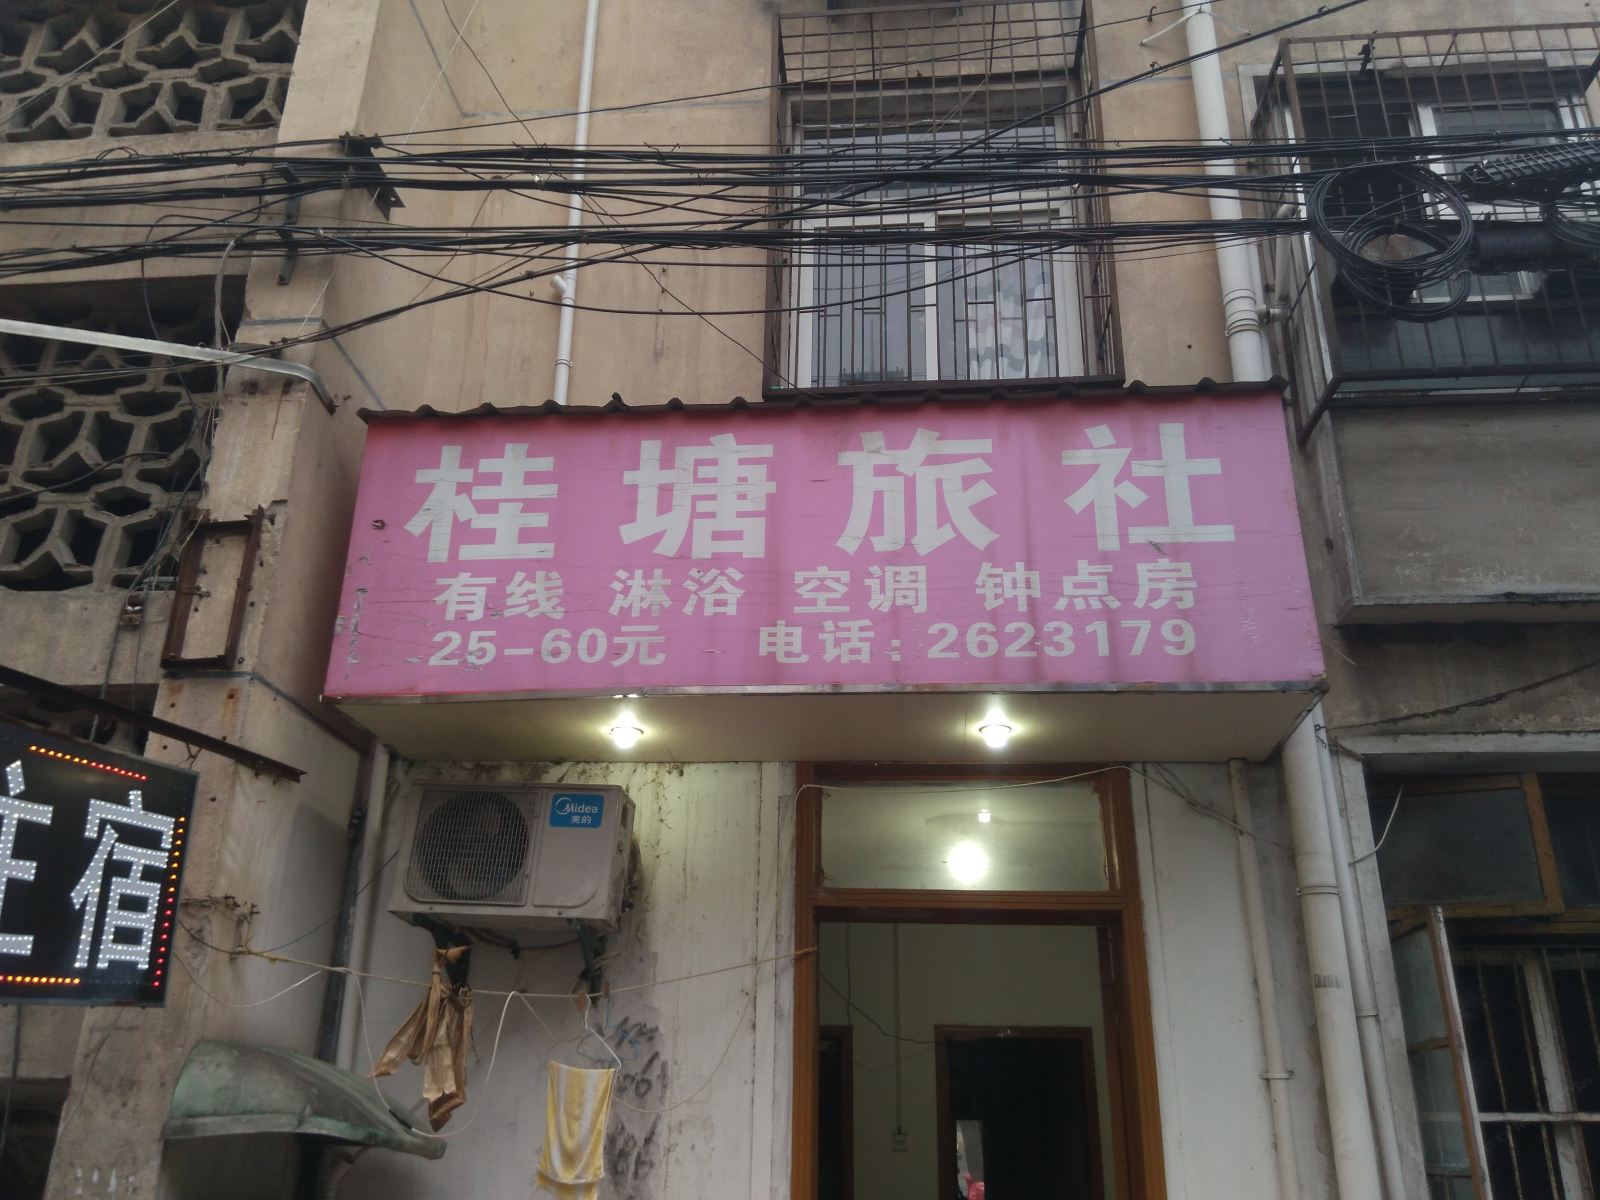 桂塘旅社
有线 淋浴 空调 钟点房
25-60元 电话：2623179
Midea
美的
住宿